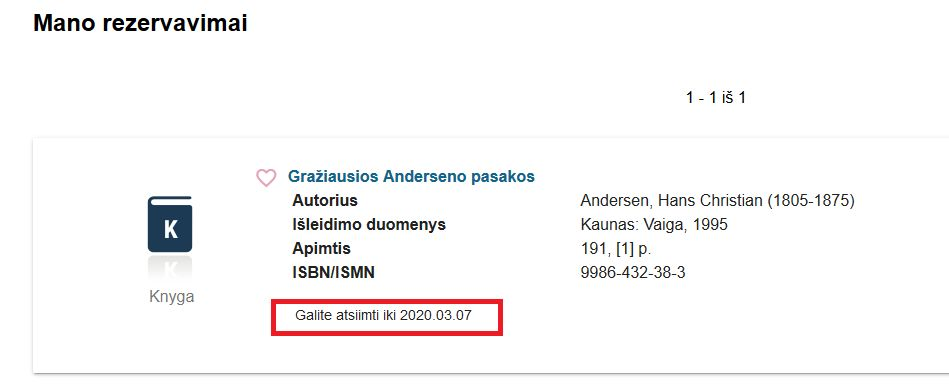 Mano rezervavimai
1 - 1 iš 1
Gražiausios Anderseno pasakos
Autorius Andersen, Hans Christian (1805-1875)
Išleidimo duomenys Kaunas: Vaiga, 1995
Apimtis 191, [1] p.
ISBN/ISMN 9986-432-38-3
K
Knyga
Galite atsiimti iki 2020.03.07